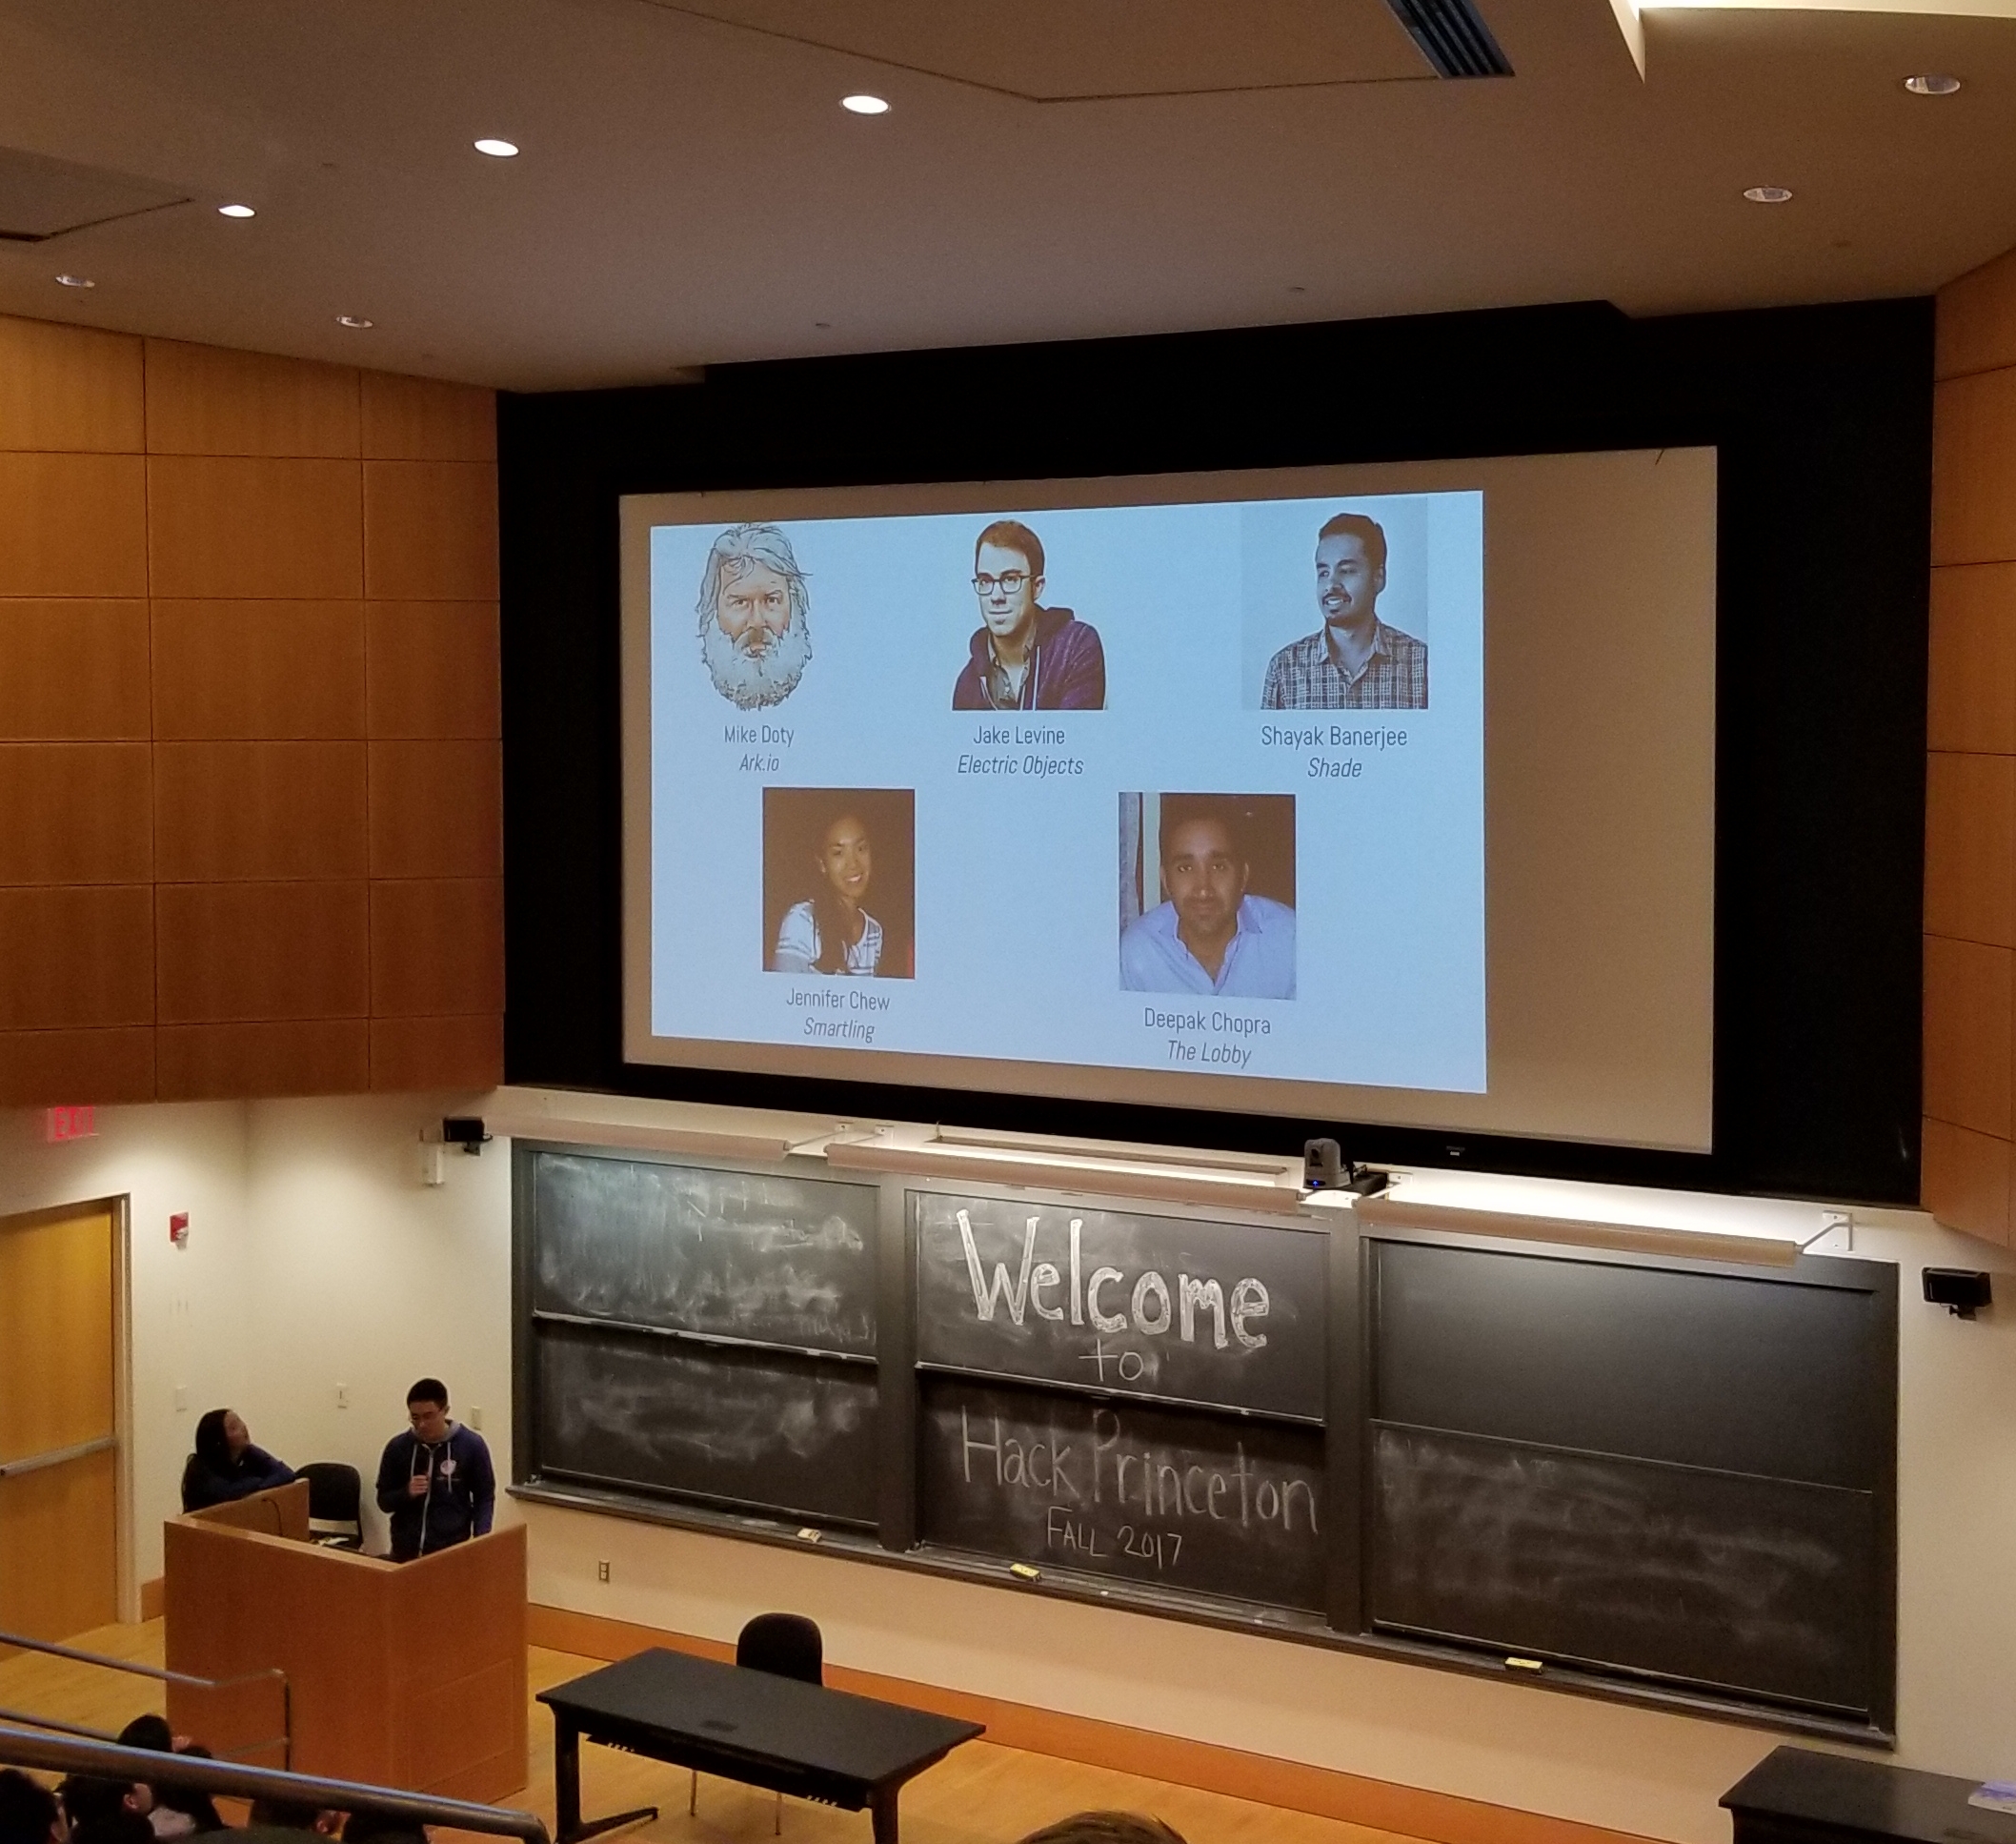 Mike Doty
Ark.io
Jake Levine
Electric Objects
Shayak Banerjee
Shade
Jennifer Chew
Smartling
Deepak Chopra
The Lobby
EXIT
Welcome
to
Hack Princeton
FALL 2017